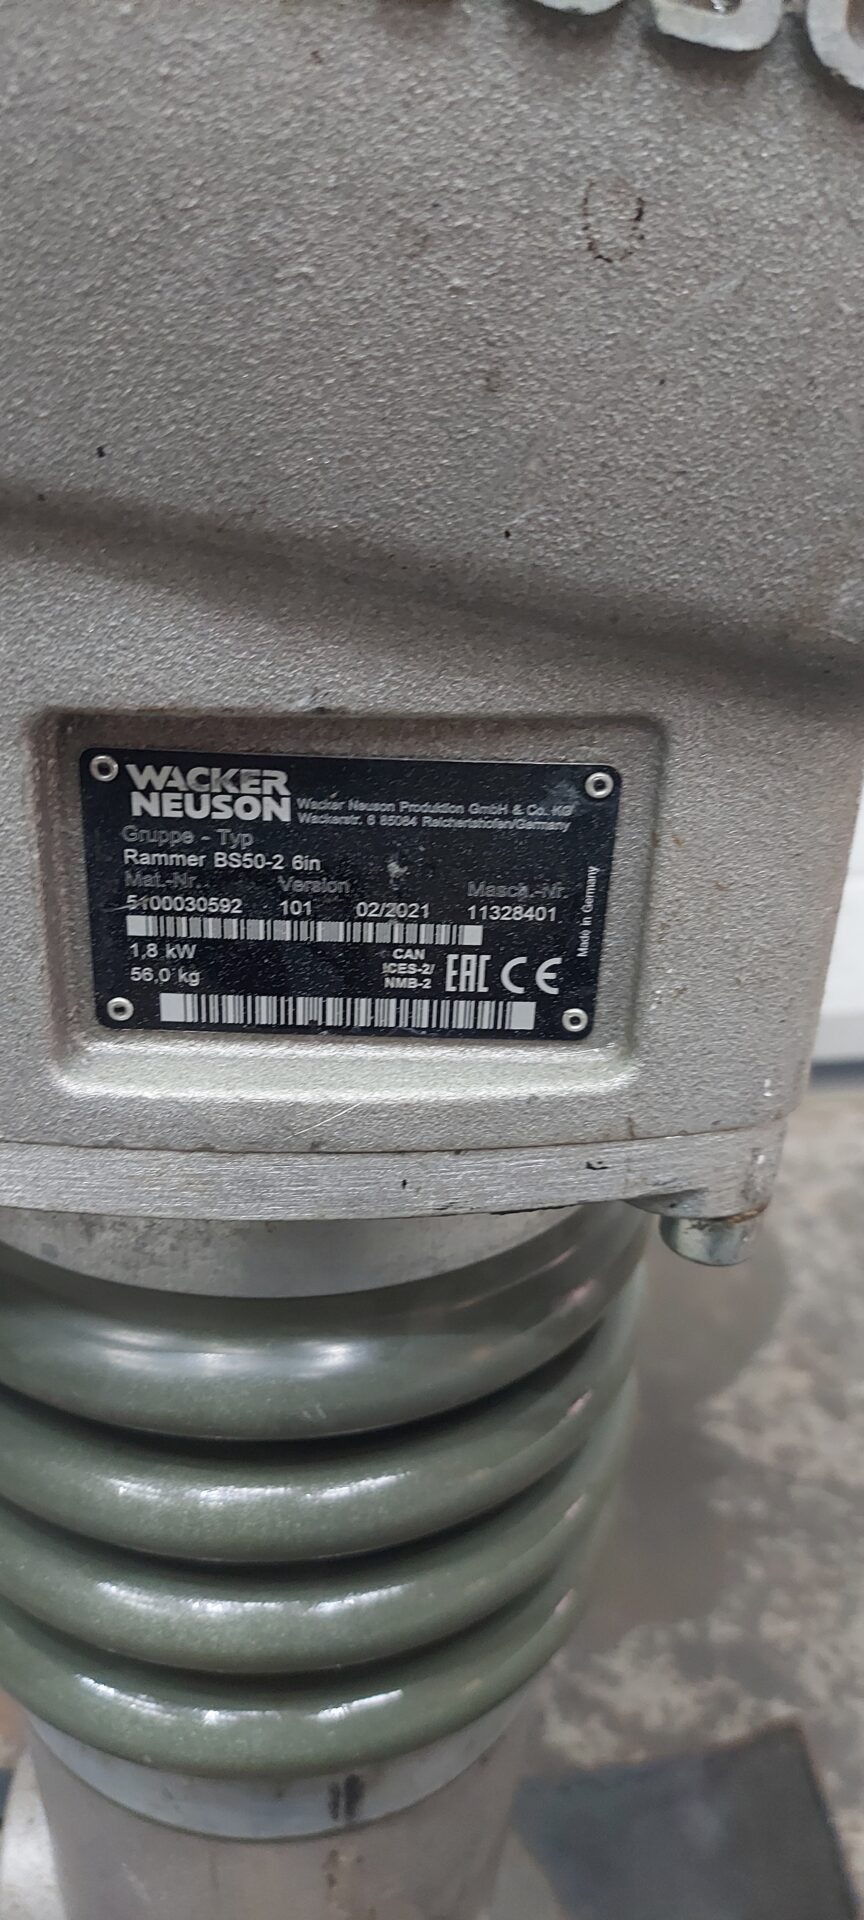 WACKER
NEUSON
Wacker Neuson Produktion GmbH & Co. KG
Wackerstr. 6 85084 Reichertshofen/Germany
Gruppe - Typ
Rammer BS50-2 6in
Mat.-Nr. Version Masch.-Nr.
5100030592 101 02/2021 11328401
1,8 kW
56,0 kg
CAN
ICES-2/
NMB-2
EAC CE
Made in Germany